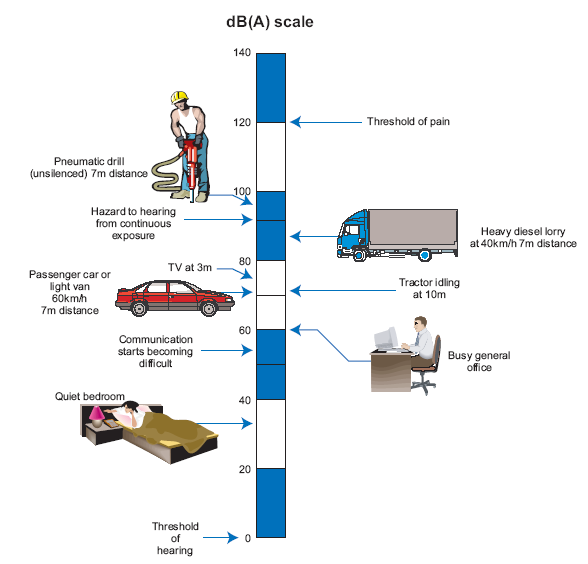 dB(A) scale
140
120
Threshold of pain
Pneumatic drill
(unsilenced) 7m distance
100
Hazard to hearing
from continuous
exposure
Heavy diesel lorry
at 40km/h 7m distance
80
TV at 3m
Passenger car or
light van
60km/h
7m distance
Tractor idling
at 10m
60
Communication
starts becoming
difficult
Busy general
office
Quiet bedroom
40
20
Threshold
of
hearing
0